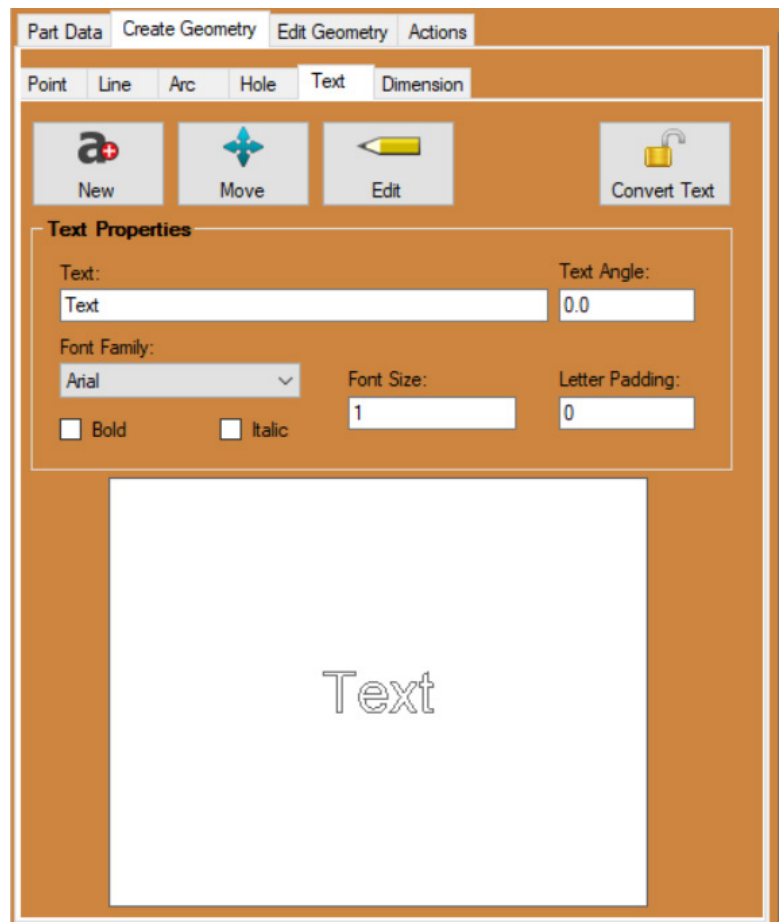 Part Data Create Geometry Edit Geometry Actions
Point Line Arc Hole Text Dimension
a
New Move Edit Convert Text
Text Properties
Text: Text Angle:
Text 0.0
Font Family:
Arial Font Size: Letter Padding:
1 0
Bold Italic
Text